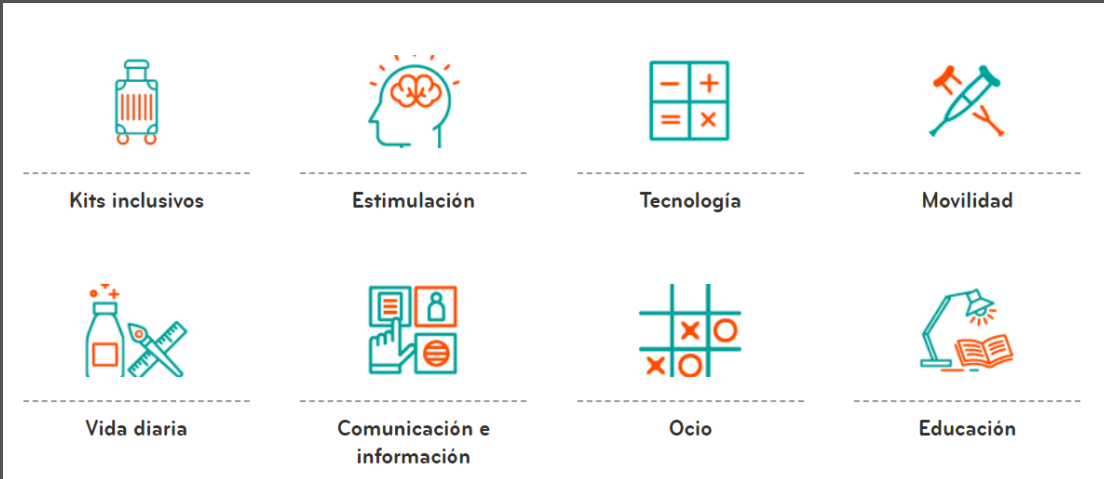 Kits inclusivos
Estimulación
Tecnología
Movilidad
Vida diaria
Comunicación e
información
Ocio
Educación